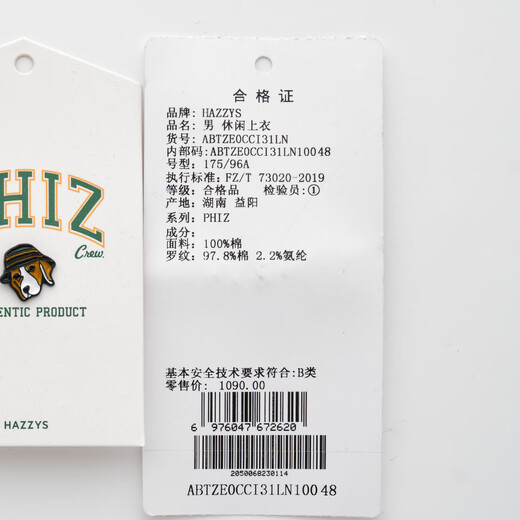 HIZ
Crew.
ENTIC PRODUCT
HAZZYS
合格证
品牌: HAZZYS
品名: 男 休闲上衣
货号: ABTZE0CCI31LN
内部码: ABTZE0CCI31LN10048
号型: 175/96A
执行标准: FZ/T 73020-2019
等级: 合格品 检验员: ①
产地: 湖南 益阳
系列: PHIZ
成分:
面料: 100%棉
罗纹: 97.8%棉 2.2%氨纶
基本安全技术要求符合:B类
零售价: 1090.00
6 976047 672620
2050068230114
ABTZE0CCI31LN10048